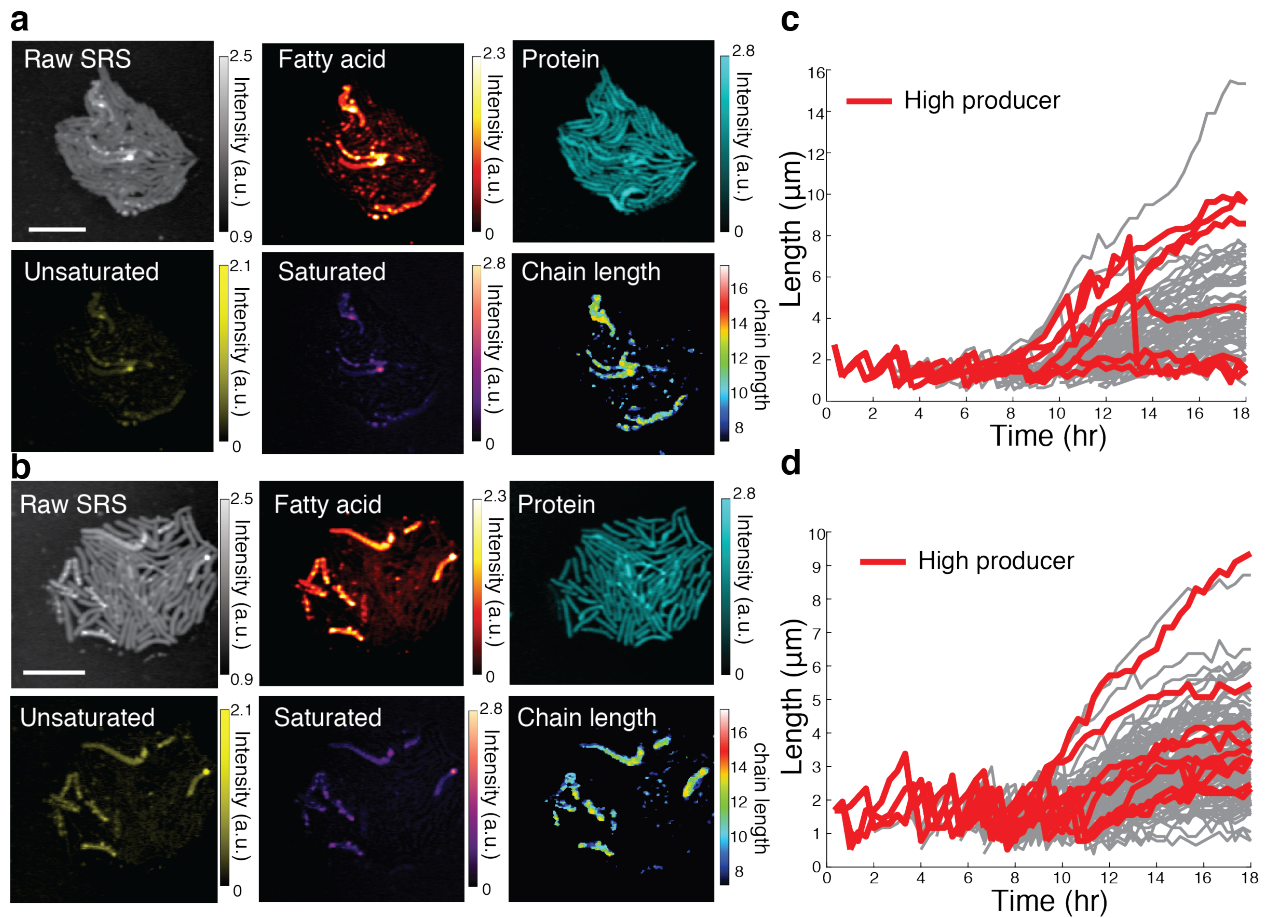 a
Raw SRS
2.5
Intensity (a.u.)
0.9
Fatty acid
2.3
Intensity (a.u.)
0
Protein
2.8
Intensity (a.u.)
0
Unsaturated
2.1
Intensity (a.u.)
0
Saturated
2.8
Intensity (a.u.)
0
Chain length
16
14
12
10
8
chain length
b
Raw SRS
2.5
Intensity (a.u.)
0.9
Fatty acid
2.3
Intensity (a.u.)
0
Protein
2.8
Intensity (a.u.)
0
Unsaturated
2.1
Intensity (a.u.)
0
Saturated
2.8
Intensity (a.u.)
0
Chain length
16
14
12
10
8
chain length
c
High producer
Length (µm)
16
14
12
10
8
6
4
2
0
0 2 4 6 8 10 12 14 16 18
Time (hr)
d
High producer
Length (µm)
10
9
8
7
6
5
4
3
2
1
0
0 2 4 6 8 10 12 14 16 18
Time (hr)